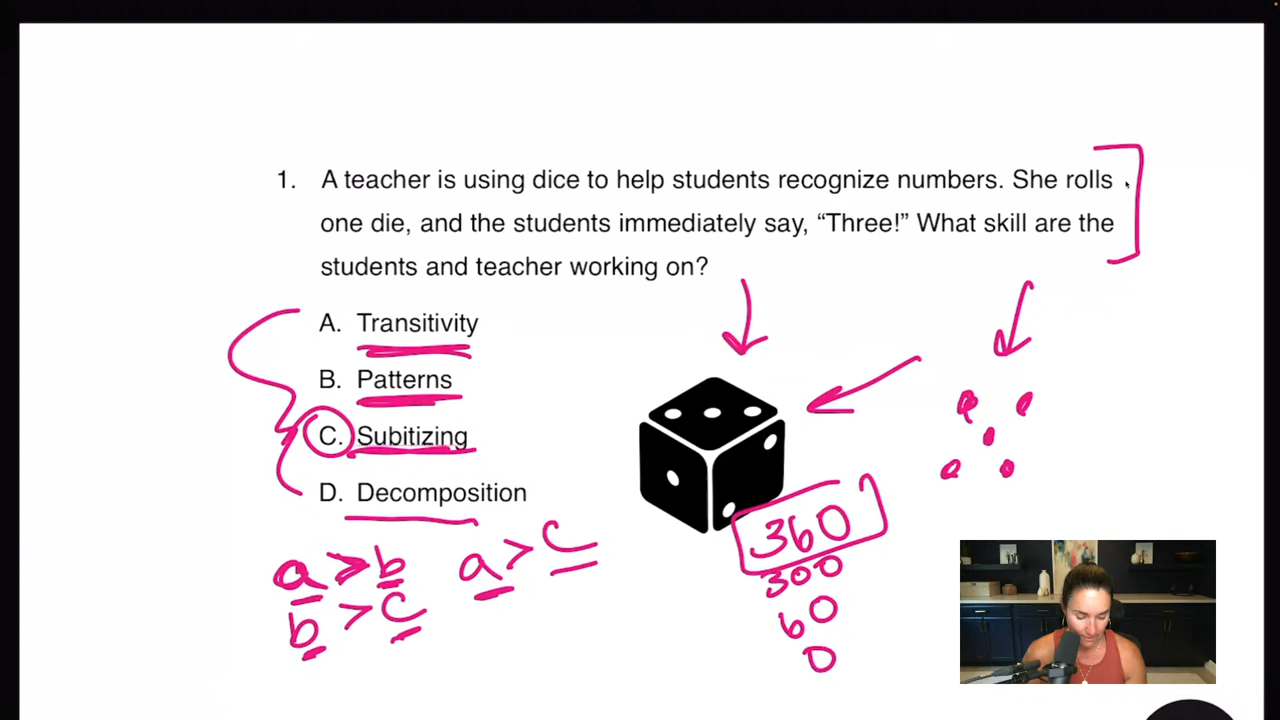 1. A teacher is using dice to help students recognize numbers. She rolls
one die, and the students immediately say, “Three!” What skill are the
students and teacher working on?
A. Transitivity
B. Patterns
C. Subitizing
D. Decomposition
a > b a > c
b > c
360
300
60
0